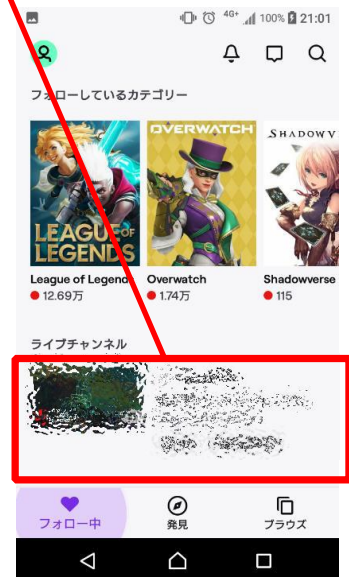 4G+ 100% 21:01
フォローしているカテゴリー
LEAGUE OF LEGENDS
OVERWATCH
SHADOWV
League of Legend
Overwatch
Shadowverse
12.69万
1.74万
115
ライブチャンネル
フォロー中
発見
ブラウズ